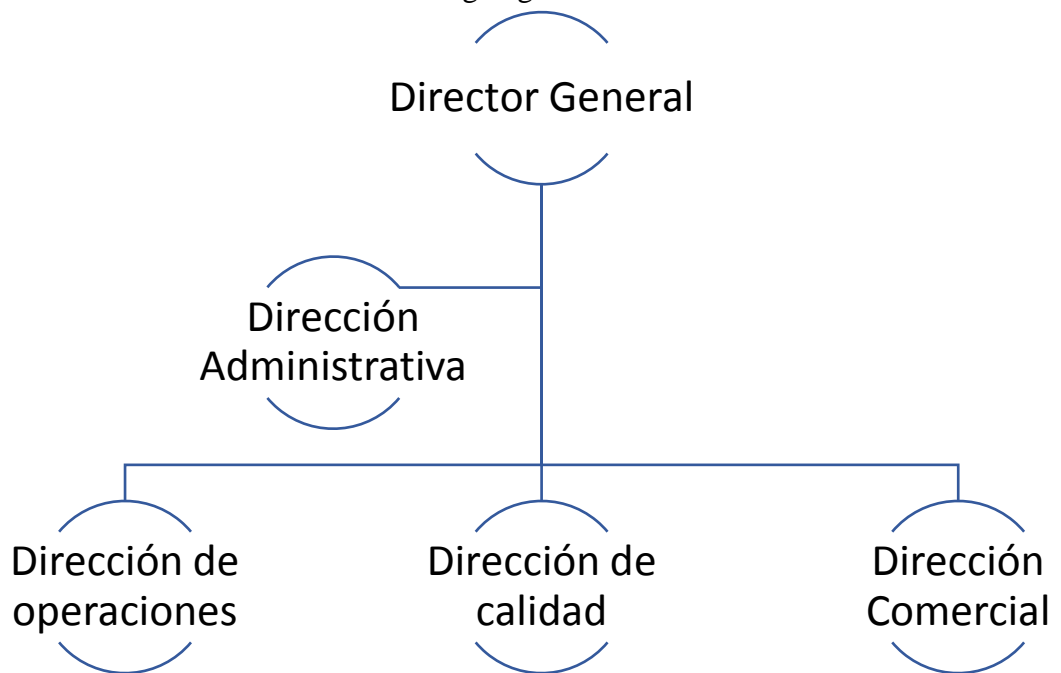 Director General
Dirección
Administrativa
Dirección de
operaciones
Dirección de
calidad
Dirección
Comercial